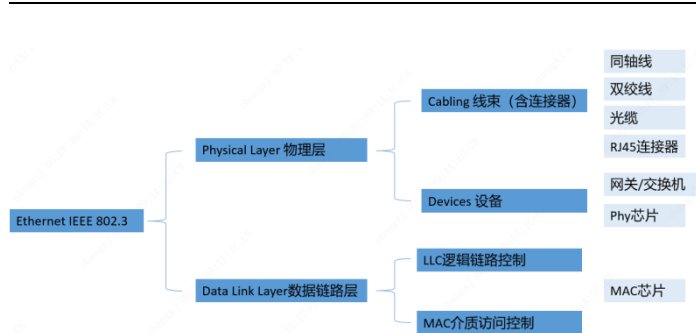 Ethernet IEEE 802.3
Physical Layer 物理层
Cabling 线束（含连接器）
同轴线
双绞线
光缆
RJ45连接器
Devices 设备
网关/交换机
Phy芯片
Data Link Layer数据链路层
LLC逻辑链路控制
MAC介质访问控制
MAC芯片